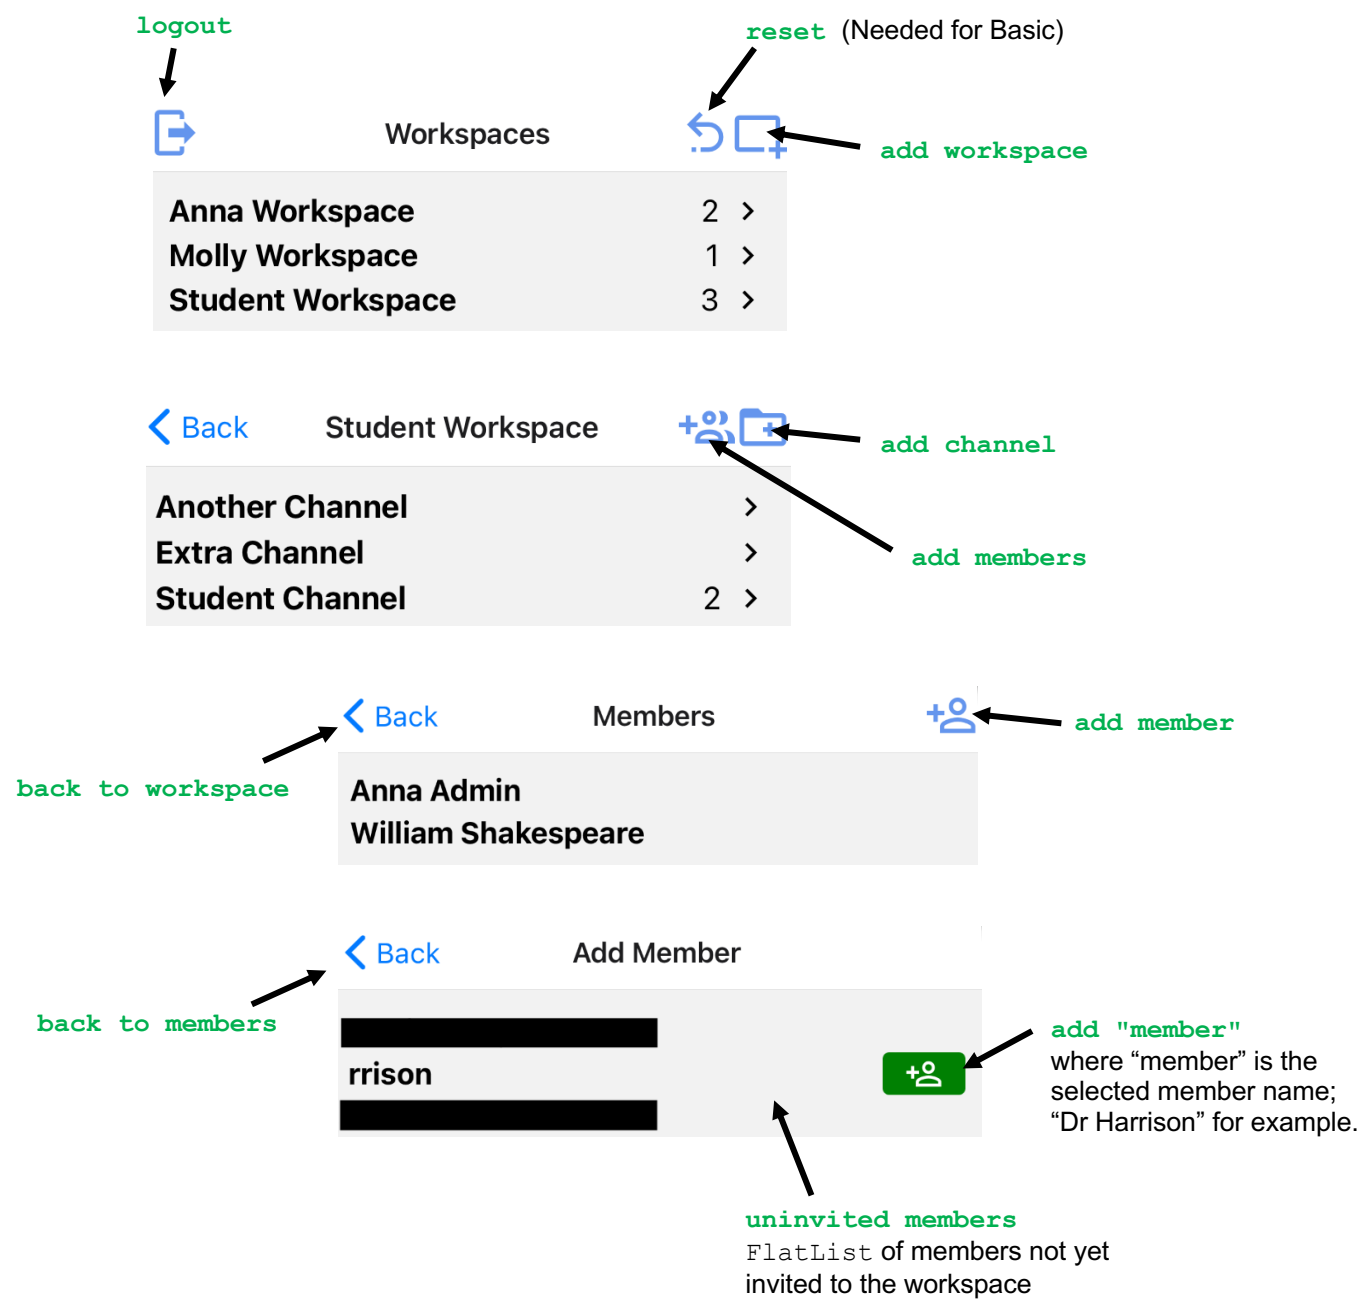 logout
reset (Needed for Basic)
Workspaces
add workspace
Anna Workspace 2 >
Molly Workspace 1 >
Student Workspace 3 >
Back Student Workspace
add channel
Another Channel >
Extra Channel >
Student Channel 2 >
add members
Back Members
add member
back to workspace
Anna Admin
William Shakespeare
Back Add Member
back to members
rrison
add "member"
where “member” is the
selected member name;
“Dr Harrison” for example.
uninvited members
FlatList of members not yet
invited to the workspace